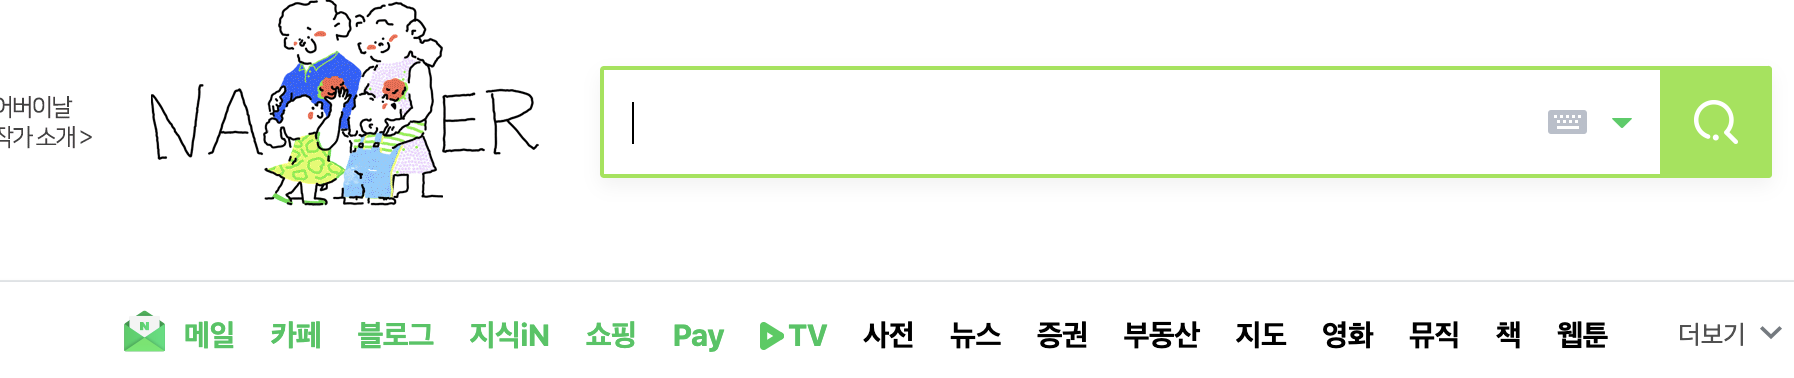 어버이날
작가 소개 >
NAVER
메일 카페 블로그 지식iN 쇼핑 Pay TV 사전 뉴스 증권 부동산 지도 영화 뮤직 책 웹툰 더보기